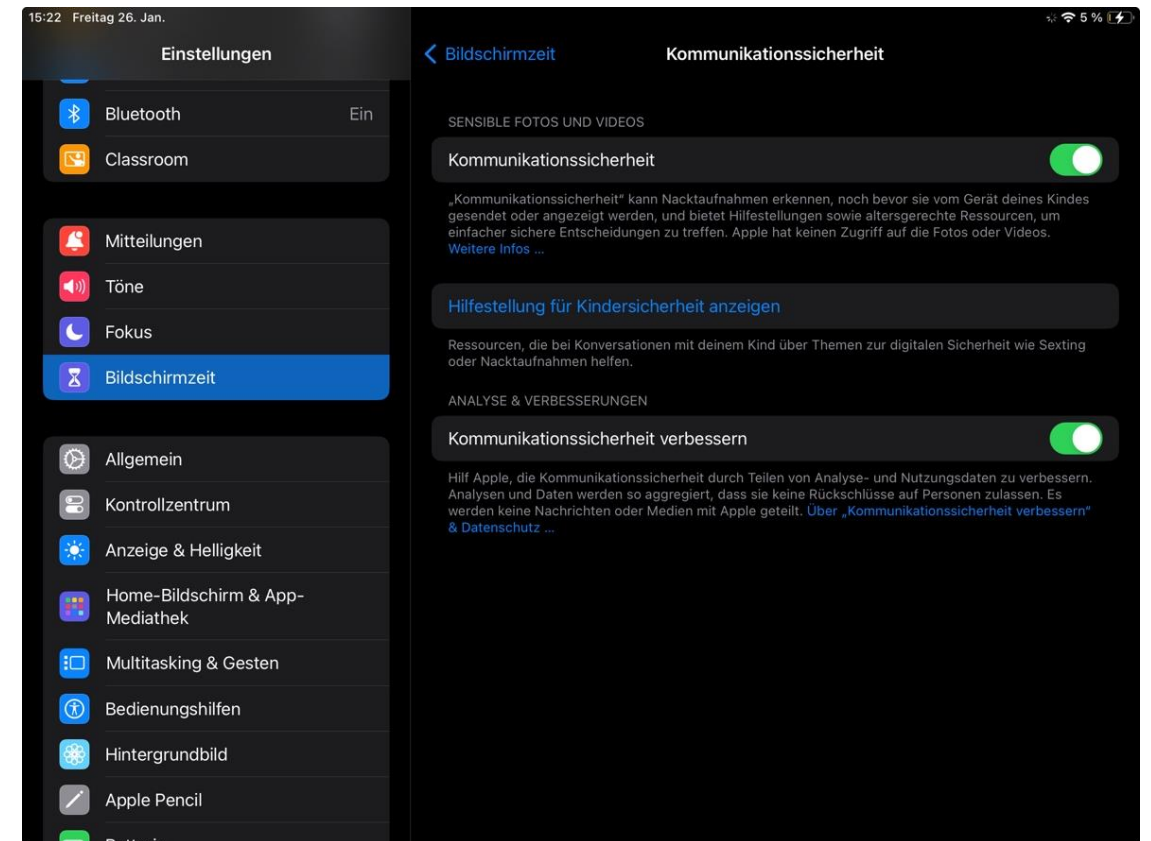 15:22 Freitag 26. Jan.
5 %
Einstellungen
Bluetooth Ein
Classroom
Mitteilungen
Töne
Fokus
Bildschirmzeit
Allgemein
Kontrollzentrum
Anzeige & Helligkeit
Home-Bildschirm & App-
Mediathek
Multitasking & Gesten
Bedienungshilfen
Hintergrundbild
Apple Pencil
Bildschirmzeit
Kommunikationssicherheit
SENSIBLE FOTOS UND VIDEOS
Kommunikationssicherheit
„Kommunikationssicherheit“ kann Nacktaufnahmen erkennen, noch bevor sie vom Gerät deines Kindes
gesendet oder angezeigt werden, und bietet Hilfestellungen sowie altersgerechte Ressourcen, um
einfacher sichere Entscheidungen zu treffen. Apple hat keinen Zugriff auf die Fotos oder Videos.
Weitere Infos ...
Hilfestellung für Kindersicherheit anzeigen
Ressourcen, die bei Konversationen mit deinem Kind über Themen zur digitalen Sicherheit wie Sexting
oder Nacktaufnahmen helfen.
ANALYSE & VERBESSERUNGEN
Kommunikationssicherheit verbessern
Hilf Apple, die Kommunikationssicherheit durch Teilen von Analyse- und Nutzungsdaten zu verbessern.
Analysen und Daten werden so aggregiert, dass sie keine Rückschlüsse auf Personen zulassen. Es
werden keine Nachrichten oder Medien mit Apple geteilt. Über „Kommunikationssicherheit verbessern“
& Datenschutz ...